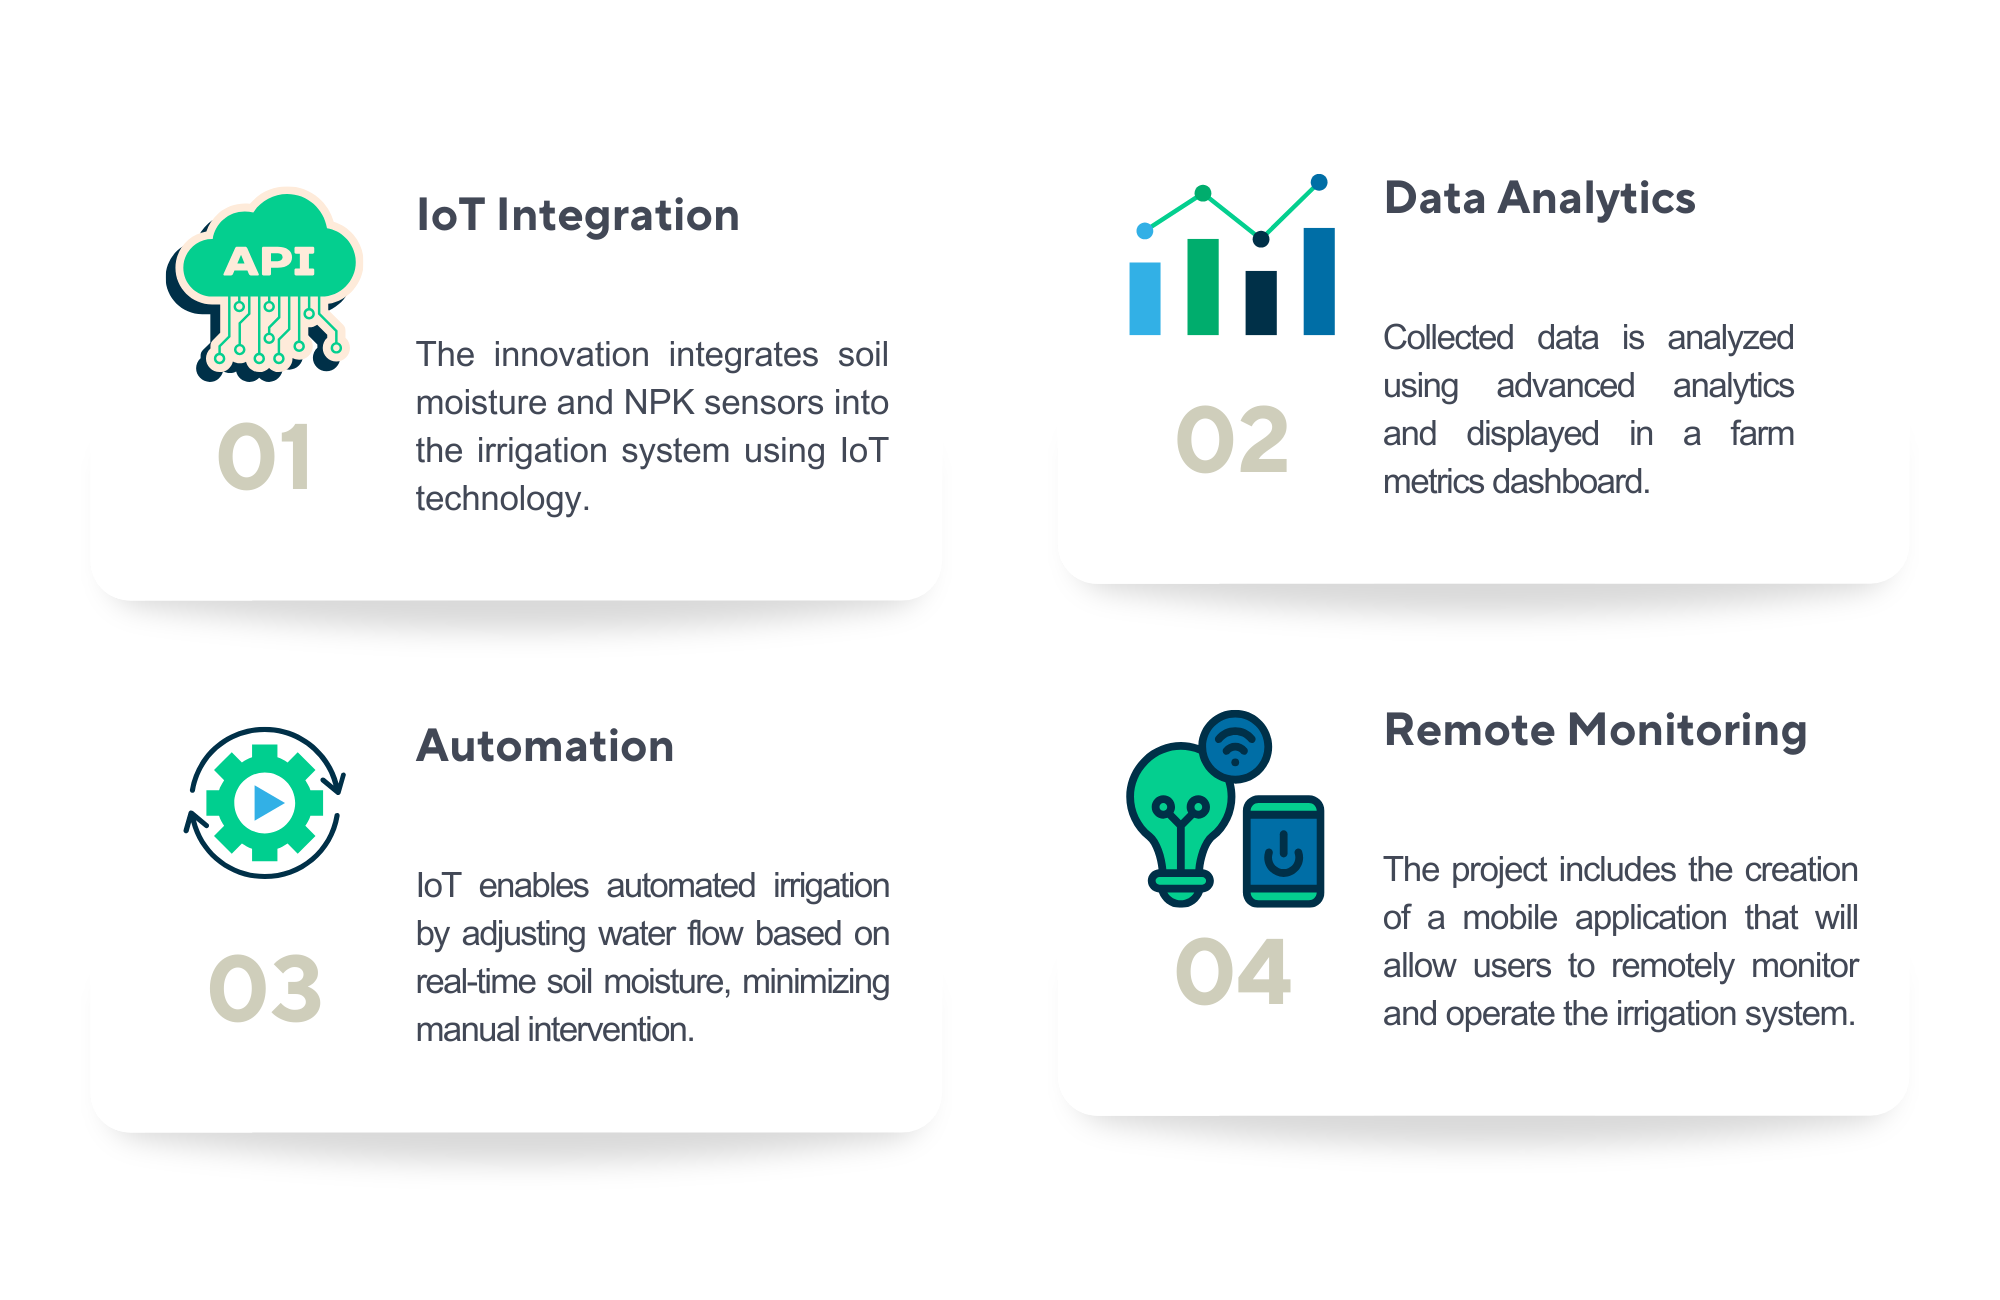 IoT Integration
API
The innovation integrates soil
moisture and NPK sensors into
the irrigation system using IoT
technology.
01
Data Analytics
Collected data is analyzed
using advanced analytics
and displayed in a farm
metrics dashboard.
02
Automation
IoT enables automated irrigation
by adjusting water flow based on
real-time soil moisture, minimizing
manual intervention.
03
Remote Monitoring
The project includes the creation
of a mobile application that will
allow users to remotely monitor
and operate the irrigation system.
04